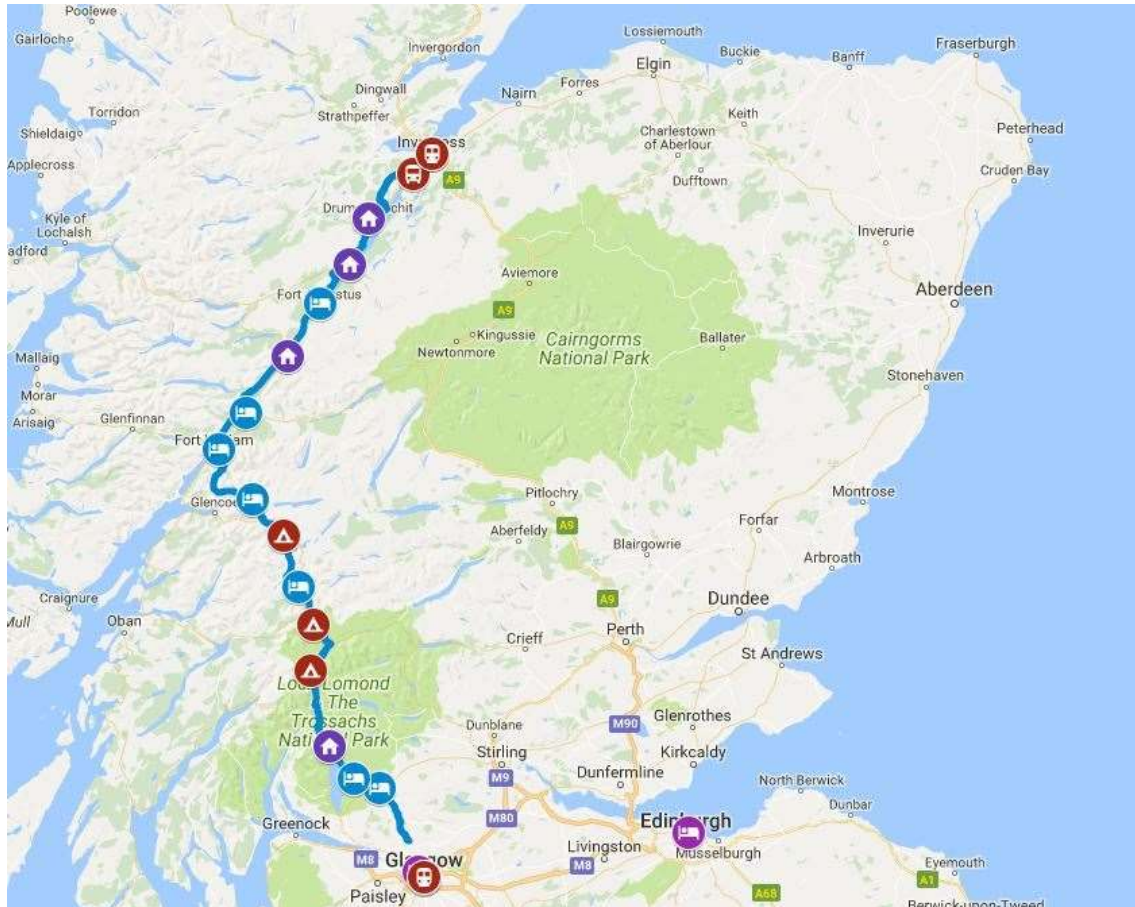 Poolewe
Gairloch
Lossiemouth
Fraserburgh
Invergordon
Buckie
Banff
Elgin
Dingwall
Forres
Nairn
Strathpeffer
Keith
Torridon
Shieldaig
Charlestown
of Aberlour
Peterhead
Applecross
Dufftown
Cruden Bay
A9
Kyle of
Lochalsh
Inverurie
Aviemore
Aberdeen
A9
Kingussie
Cairngorms
National Park
Ballater
Newtonmore
Mallaig
Stonehaven
Morar
Arisaig
Glenfinnan
Pitlochry
Montrose
A9
Forfar
Aberfeldy
Blairgowrie
Arbroath
Craignure
Mull
Oban
A9
Dundee
Perth
Crieff
St Andrews
Lomond
The
Trossachs
National Park
Dunblane
M90
Glenrothes
Stirling
Kirkcaldy
M9
Dunfermline
North Berwick
Dunbar
Greenock
M80
Edinburgh
Livingston
Musselburgh
M8
Glasgow
M8
Eyemouth
Paisley
A68
A1
Berwick-upon-Tweed